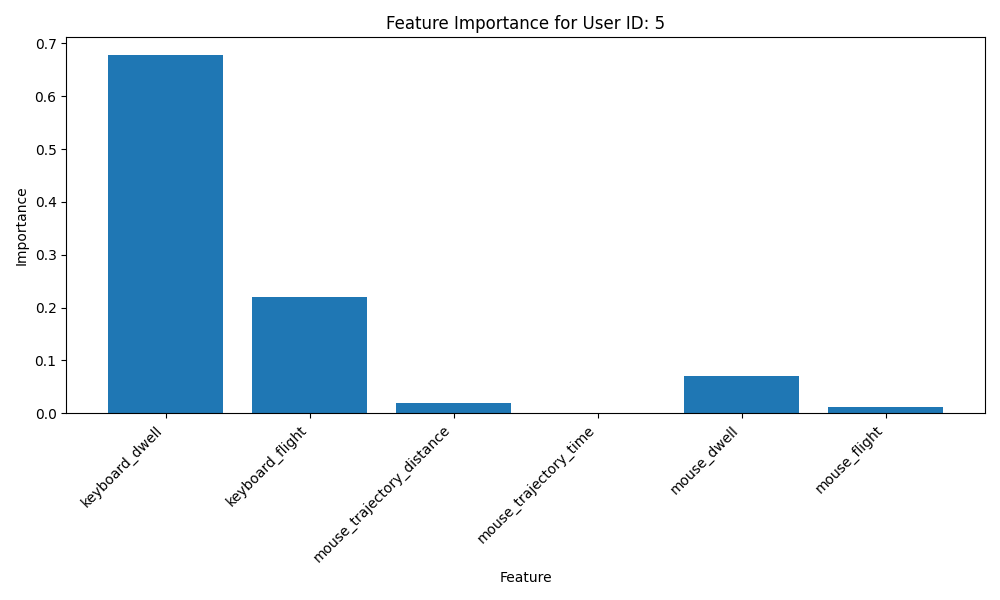 Feature Importance for User ID: 5
Importance
0.7
0.6
0.5
0.4
0.3
0.2
0.1
0.0
keyboard_dwell
keyboard_flight
mouse_trajectory_distance
mouse_trajectory_time
mouse_dwell
mouse_flight
Feature